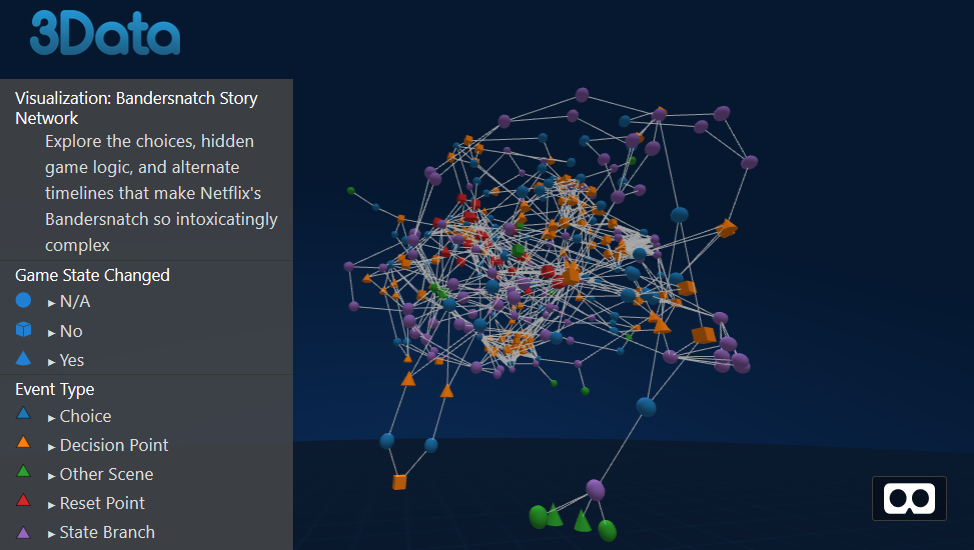 3Data
Visualization: Bandersnatch Story
Network
Explore the choices, hidden
game logic, and alternate
timelines that make Netflix's
Bandersnatch so intoxicatingly
complex
Game State Changed
▸ N/A
▸ No
▸ Yes
Event Type
▸ Choice
▸ Decision Point
▸ Other Scene
▸ Reset Point
▸ State Branch